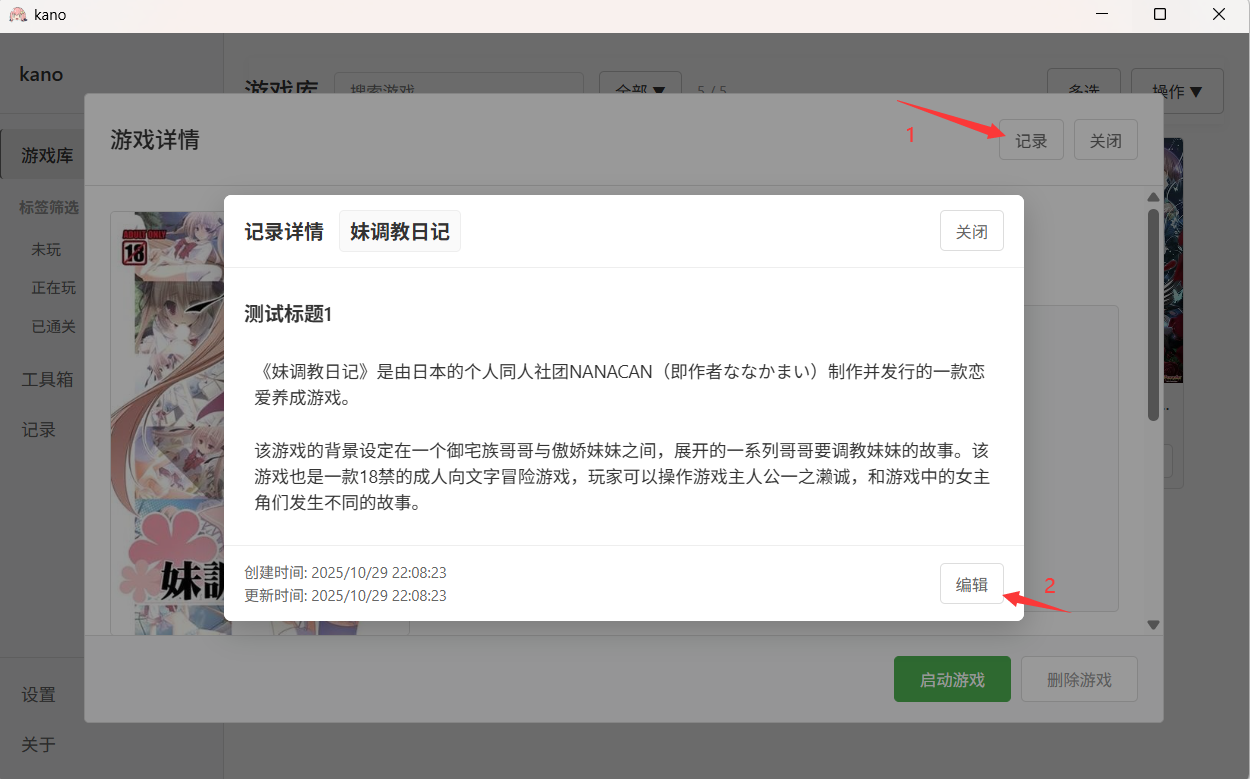 kano
kano
游戏库
搜索游戏
全部 ▼
5 / 5
多选
操作 ▼
游戏详情
1
记录
关闭
游戏库
标签筛选
未玩
正在玩
已通关
工具箱
记录
ADULT ONLY
18
记录详情
妹调教日记
关闭
测试标题1
《妹调教日记》是由日本的个人同人社团NANACAN（即作者ななかまい）制作并发行的一款恋
爱养成游戏。
该游戏的背景设定在一个御宅族哥哥与傲娇妹妹之间，展开的一系列哥哥要调教妹妹的故事。该
游戏也是一款18禁的成人向文字冒险游戏，玩家可以操作游戏主人公一之濑诚，和游戏中的女主
角们发生不同的故事。
创建时间: 2025/10/29 22:08:23
更新时间: 2025/10/29 22:08:23
编辑
2
妹
启动游戏
删除游戏
设置
关于